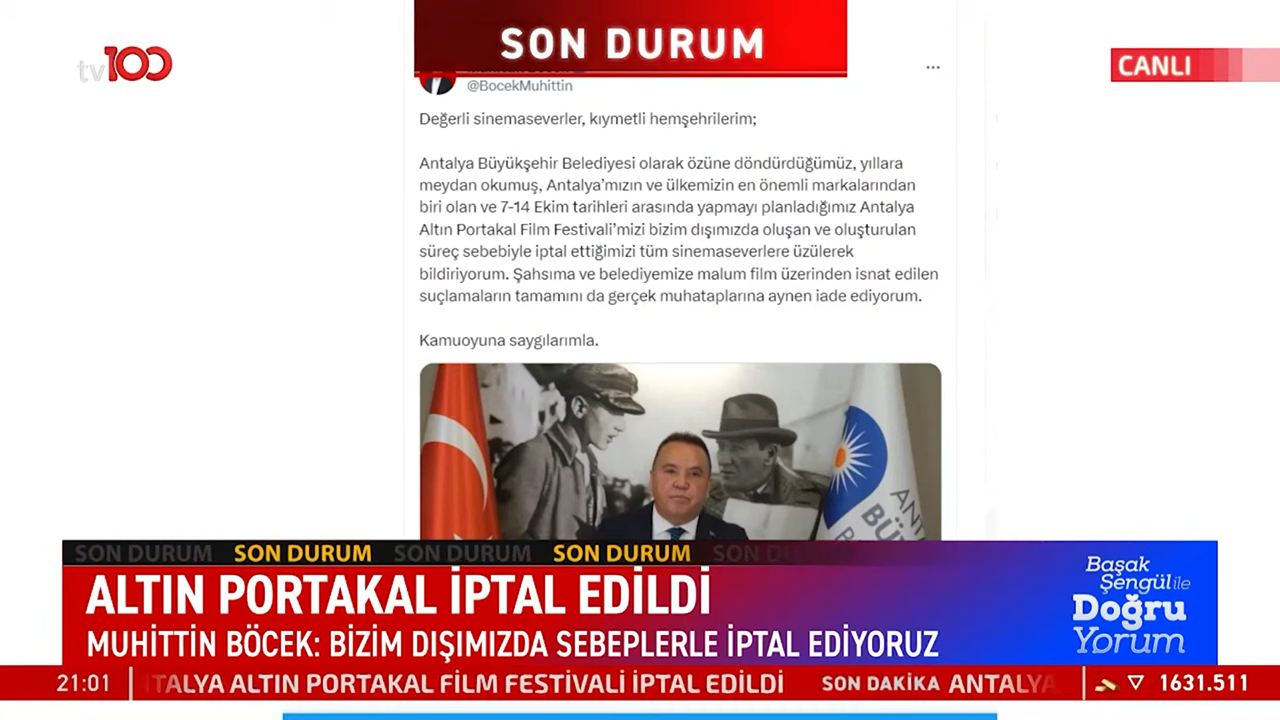 SON DURUM
tv100
CANLI
@BocekMuhittin
Değerli sinemaseverler, kıymetli hemşehrilerim;
Antalya Büyükşehir Belediyesi olarak özüne döndürdüğümüz, yıllara
meydan okumuş, Antalya'mızın ve ülkemizin en önemli markalarından
biri olan ve 7-14 Ekim tarihleri arasında yapmayı planladığımız Antalya
Altın Portakal Film Festivali'mizi bizim dışımızda oluşan ve oluşturulan
süreç sebebiyle iptal ettiğimizi tüm sinemaseverlere üzülerek
bildiriyorum. Şahsıma ve belediyemize malum film üzerinden isnat edilen
suçlamaların tamamını da gerçek muhataplarına aynen iade ediyorum.
Kamuoyuna saygılarımla.
ANT
BÜY
SON DURUM SON DURUM SON DURUM SON DURUM SON DU
ALTIN PORTAKAL İPTAL EDİLDİ
MUHİTTİN BÖCEK: BİZİM DIŞIMIZDA SEBEPLERLE İPTAL EDİYORUZ
Başak
Şengül ile
Doğru
Yorum
21:01 TALYA ALTIN PORTAKAL FİLM FESTİVALİ İPTAL EDİLDİ SON DAKİKA ANTALYA 1631.511